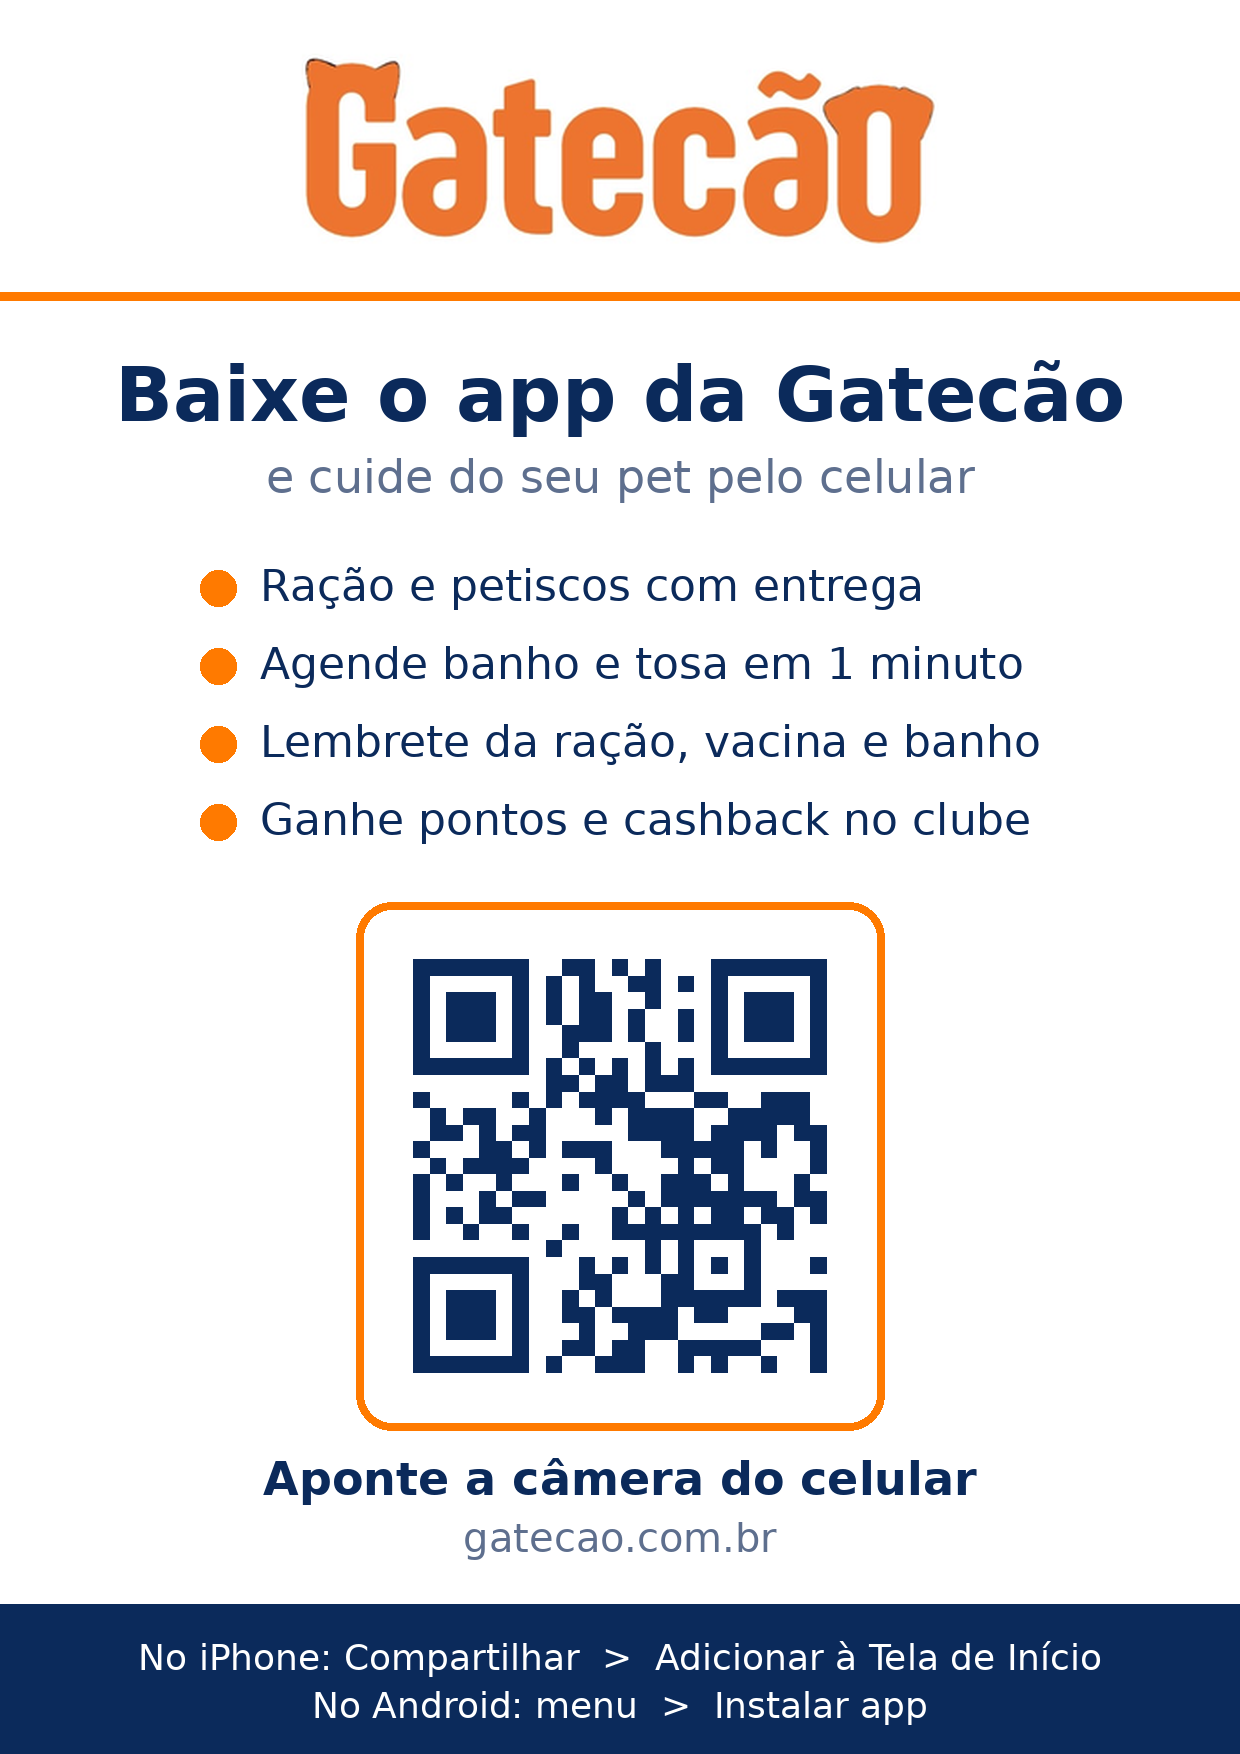 Gatecão
Baixe o app da Gatecão
e cuide do seu pet pelo celular
Ração e petiscos com entrega
Agende banho e tosa em 1 minuto
Lembrete da ração, vacina e banho
Ganhe pontos e cashback no clube
Aponte a câmera do celular
gatecao.com.br
No iPhone: Compartilhar > Adicionar à Tela de Início
No Android: menu > Instalar app